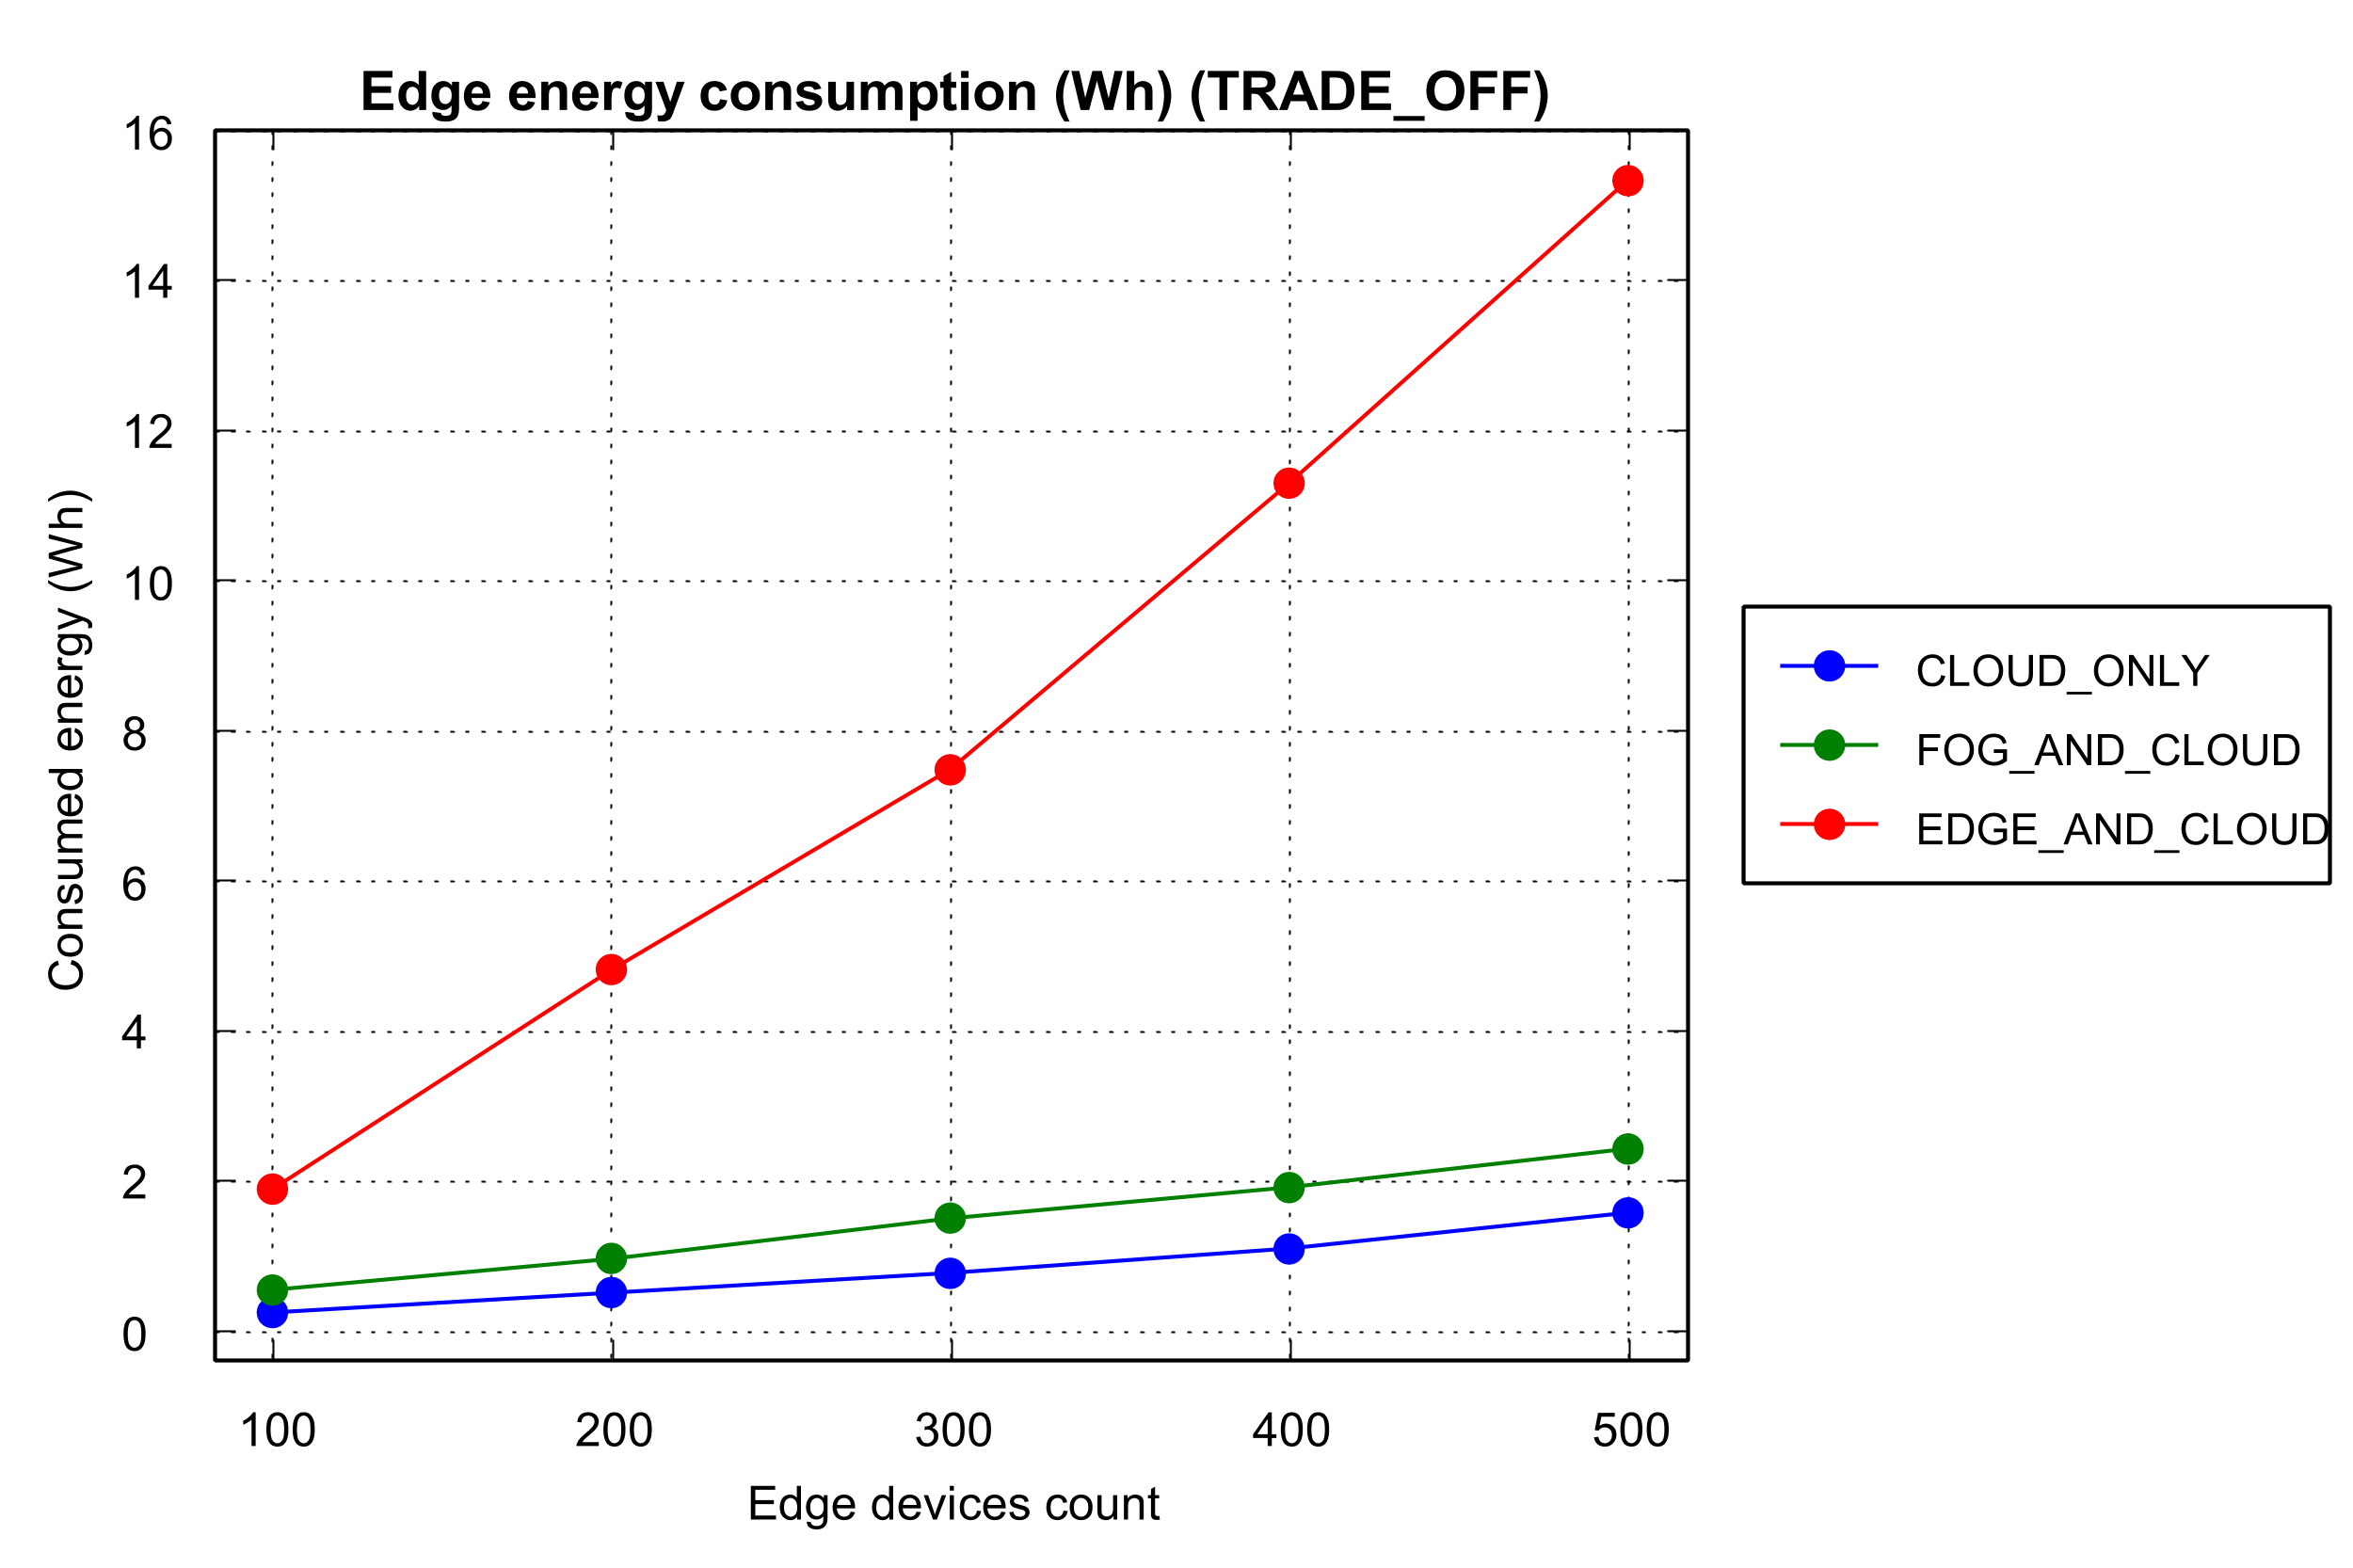 Edge energy consumption (Wh) (TRADE_OFF)
16
14
12
10
8
6
4
2
0
Consumed energy (Wh)
100 200 300 400 500
Edge devices count
CLOUD_ONLY
FOG_AND_CLOUD
EDGE_AND_CLOUD